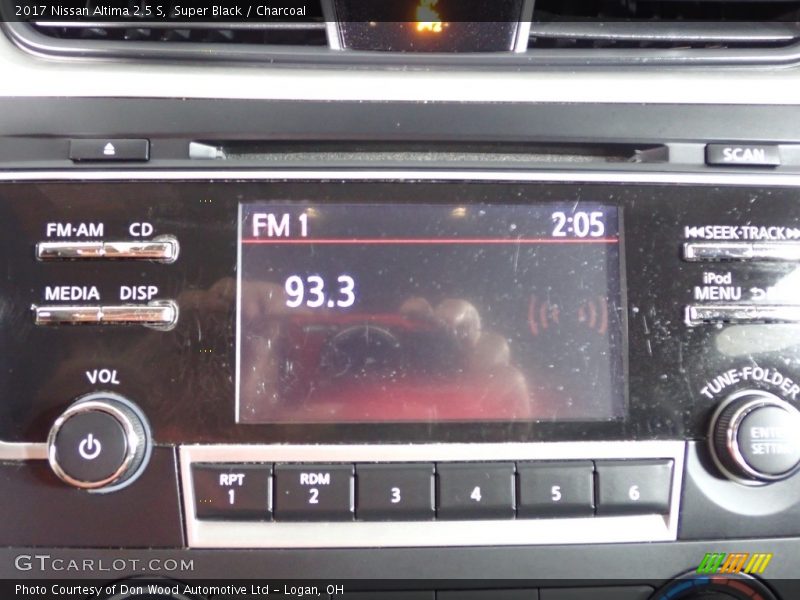 2017 Nissan Altima 2.5 S, Super Black / Charcoal
SCAN
FM·AM CD
FM 1 2:05
SEEK·TRACK
93.3
MEDIA DISP
iPod
MENU
VOL
TUNE·FOLDER
ENTER
SETTING
RPT RDM
1 2 3 4 5 6
GTCARLOT.COM
Photo Courtesy of Don Wood Automotive Ltd - Logan, OH